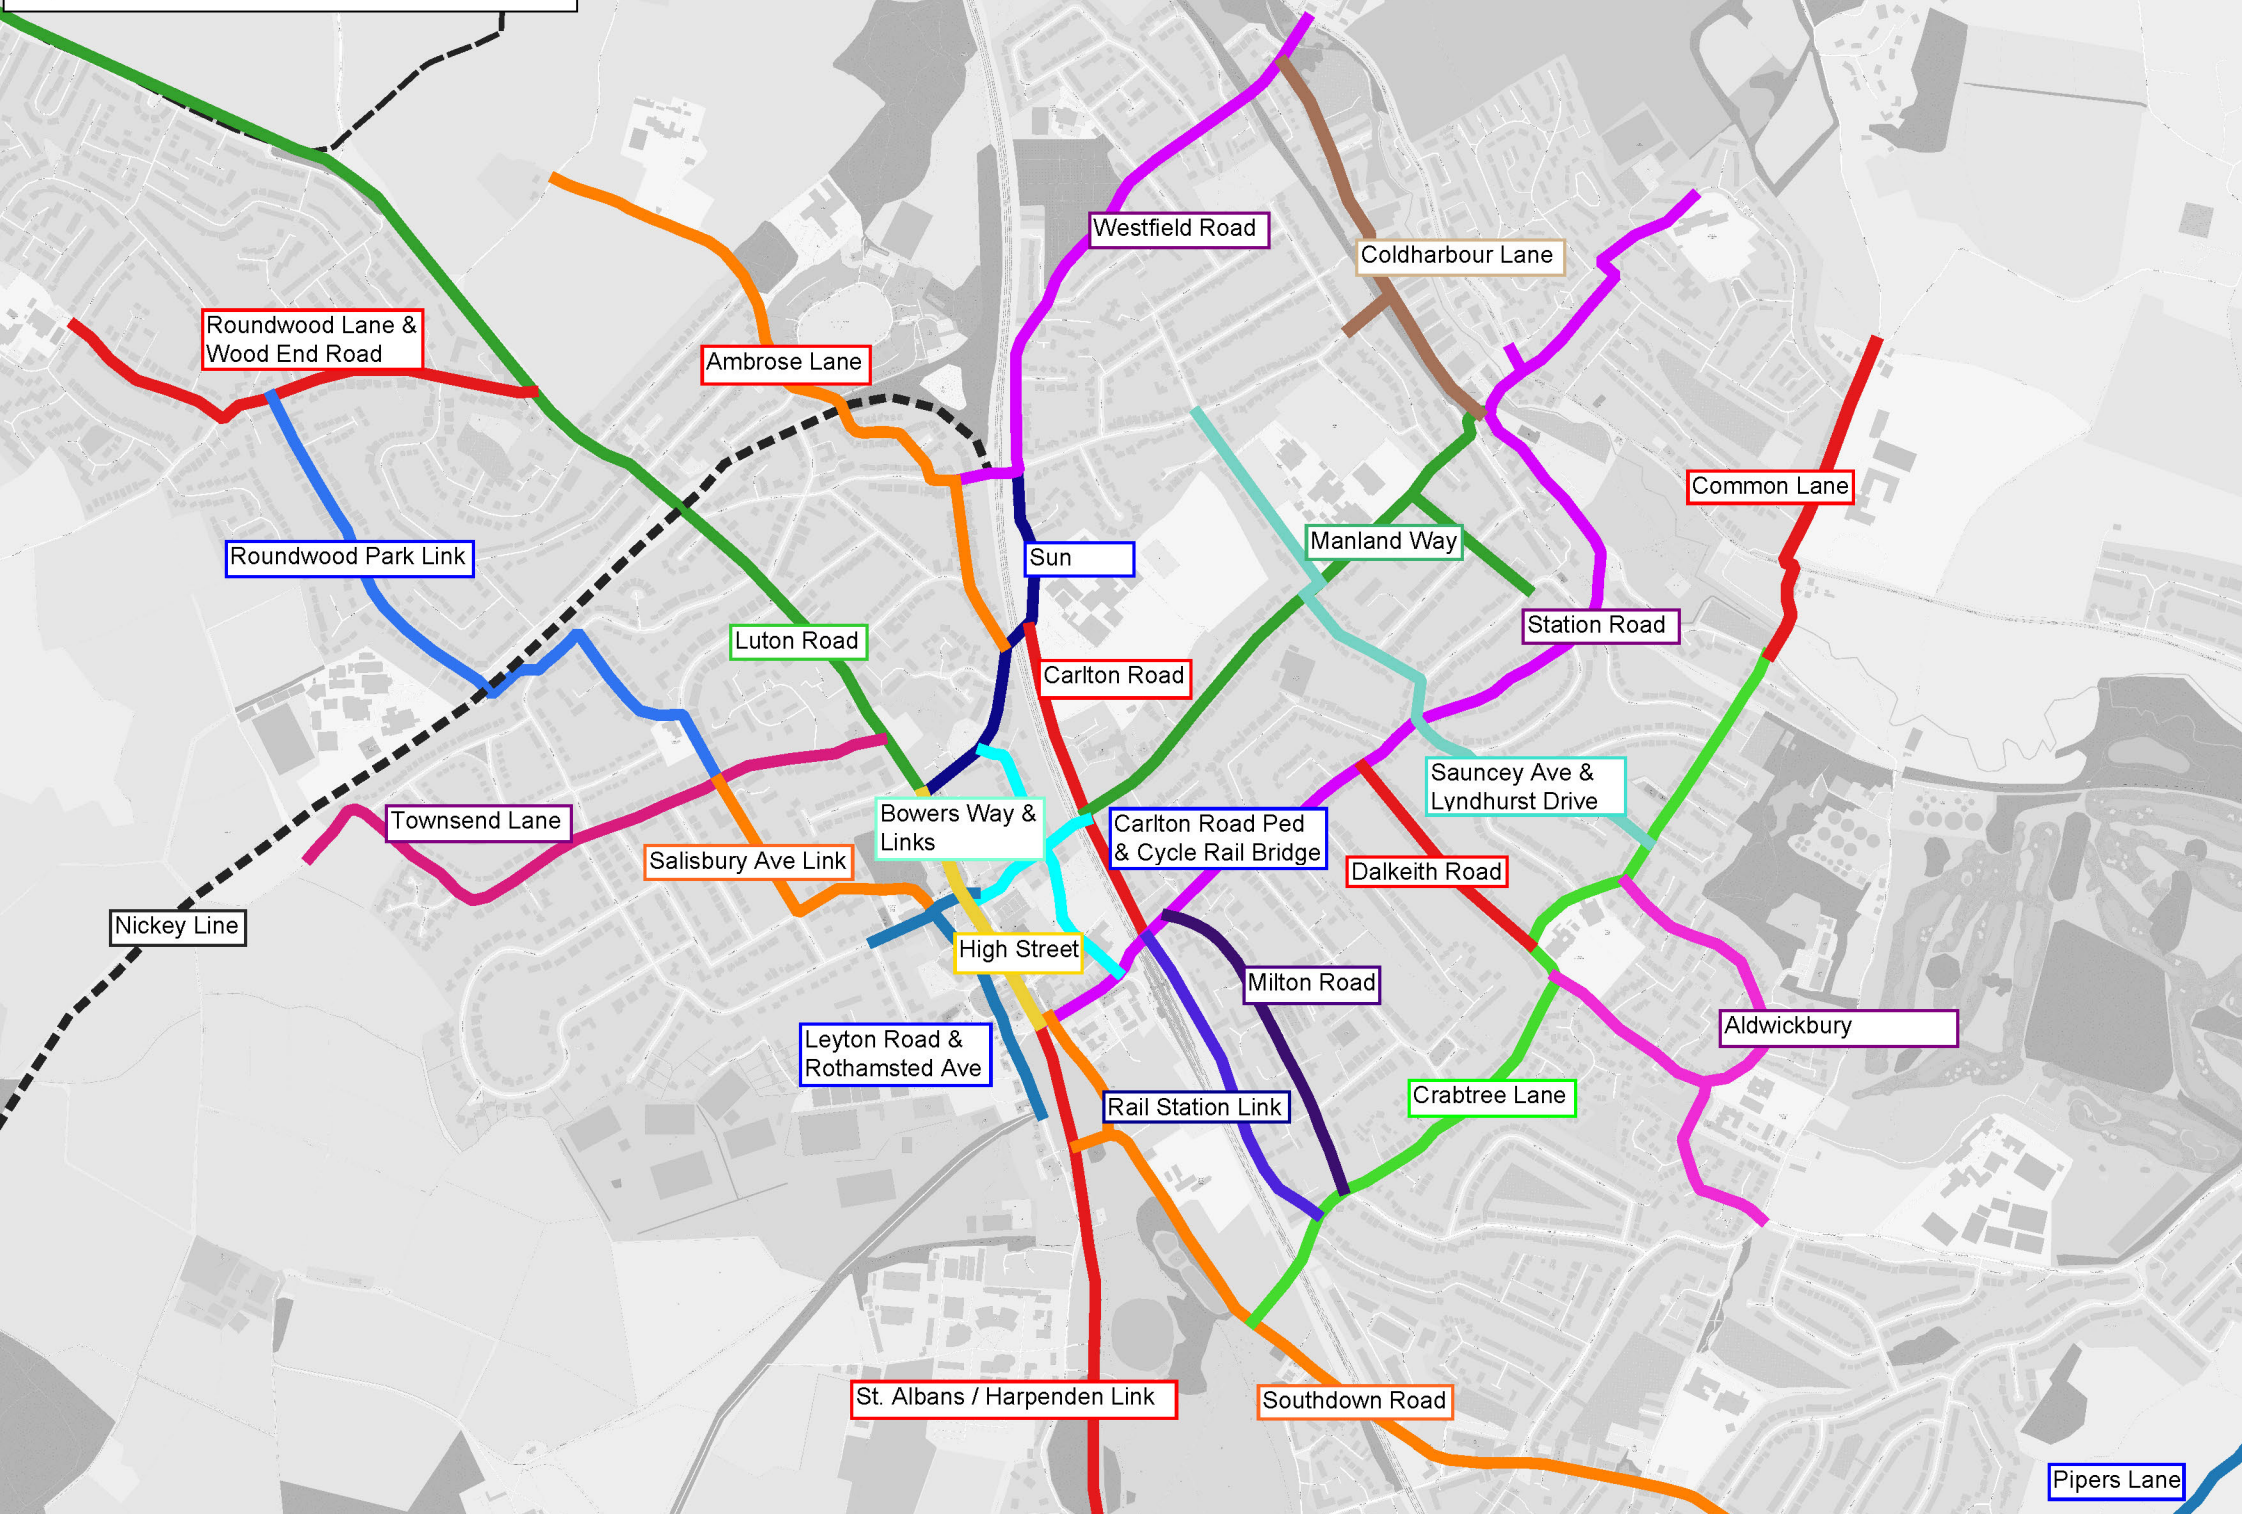 Westfield Road
Coldharbour Lane
Roundwood Lane &
Wood End Road
Ambrose Lane
Common Lane
Manland Way
Roundwood Park Link
Sun
Station Road
Luton Road
Carlton Road
Sauncey Ave &
Lyndhurst Drive
Townsend Lane
Bowers Way &
Links
Carlton Road Ped
& Cycle Rail Bridge
Salisbury Ave Link
Dalkeith Road
Nickey Line
High Street
Milton Road
Aldwickbury
Leyton Road &
Rothamsted Ave
Crabtree Lane
Rail Station Link
St. Albans / Harpenden Link
Southdown Road
Pipers Lane